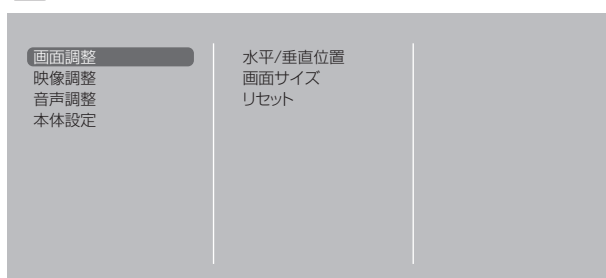 画面調整
映像調整
音声調整
本体設定
水平/垂直位置
画面サイズ
リセット